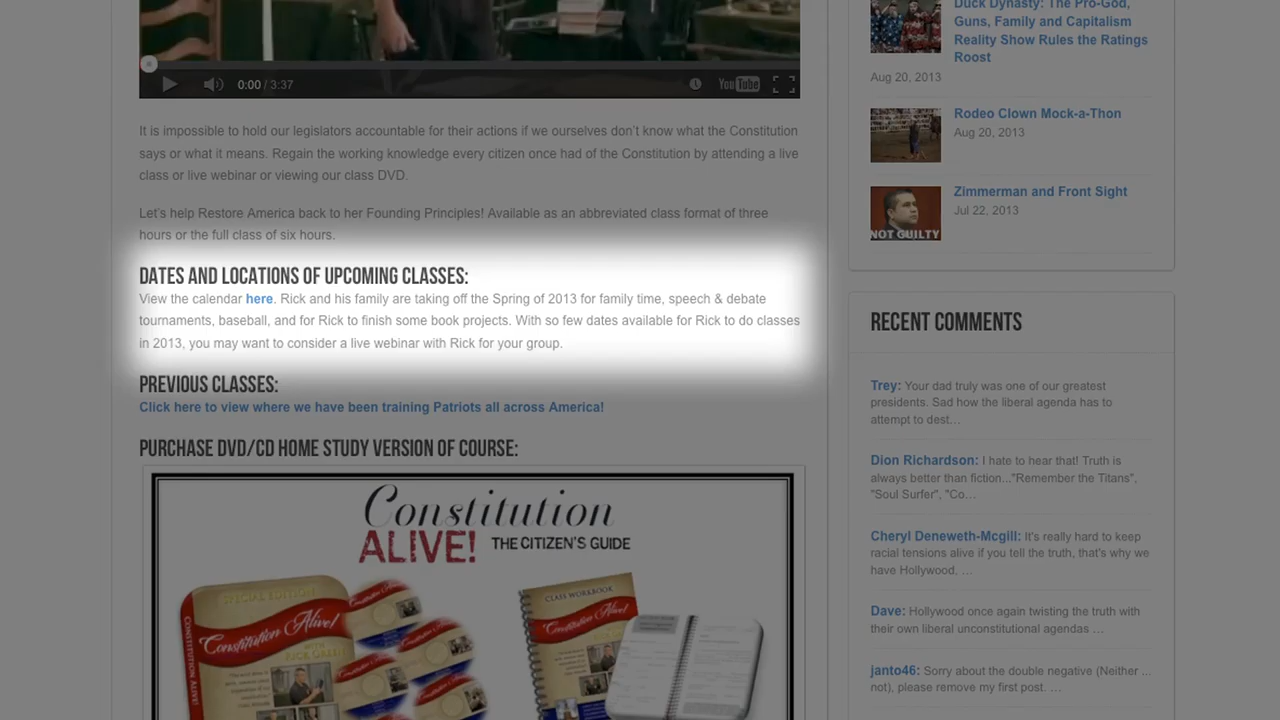 0:00 / 3:37
YouTube
It is impossible to hold our legislators accountable for their actions if we ourselves don't know what the Constitution
says or what it means. Regain the working knowledge every citizen once had of the Constitution by attending a live
class or live webinar or viewing our class DVD.
Let's help Restore America back to her Founding Principles! Available as an abbreviated class format of three
hours or the full class of six hours.
DATES AND LOCATIONS OF UPCOMING CLASSES:
View the calendar here. Rick and his family are taking off the Spring of 2013 for family time, speech & debate
tournaments, baseball, and for Rick to finish some book projects. With so few dates available for Rick to do classes
in 2013, you may want to consider a live webinar with Rick for your group.
PREVIOUS CLASSES:
Click here to view where we have been training Patriots all across America!
PURCHASE DVD/CD HOME STUDY VERSION OF COURSE:
Constitution
ALIVE! THE CITIZEN'S GUIDE
SPECIAL EDITION
Constitution Alive!
WITH RICK GREEN
CONSTITUTION ALIVE!
CLASS WORKBOOK
Constitution Alive!
Duck Dynasty: The Pro-God,
Guns, Family and Capitalism
Reality Show Rules the Ratings
Roost
Aug 20, 2013
Rodeo Clown Mock-a-Thon
Aug 20, 2013
Zimmerman and Front Sight
Jul 22, 2013
NOT GUILTY
RECENT COMMENTS
Trey: Your dad truly was one of our greatest
presidents. Sad how the liberal agenda has to
attempt to dest…
Dion Richardson: I hate to hear that! Truth is
always better than fiction..."Remember the Titans",
"Soul Surfer", "Co…
Cheryl Deneweth-Mcgill: It's really hard to keep
racial tensions alive if you tell the truth, that's why we
have Hollywood, …
Dave: Hollywood once again twisting the truth with
their own liberal unconstitutional agendas …
janto46: Sorry about the double negative (Neither ...
not), please remove my first post. …